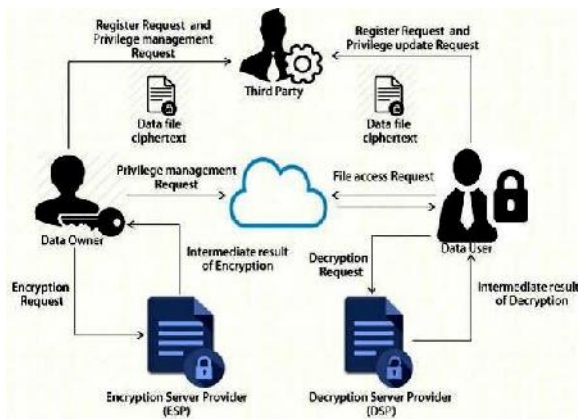 Register Request and
Privilege management
Request
Register Request and
Privilege update Request
Third Party
Data file
ciphertext
Data file
ciphertext
Privilege management
Request
File access Request
Data Owner
Data User
Intermediate result
of Encryption
Decryption
Request
Encryption
Request
Intermediate result
of Decryption
Encryption Server Provider
(ESP)
Decryption Server Provider
(DSP)